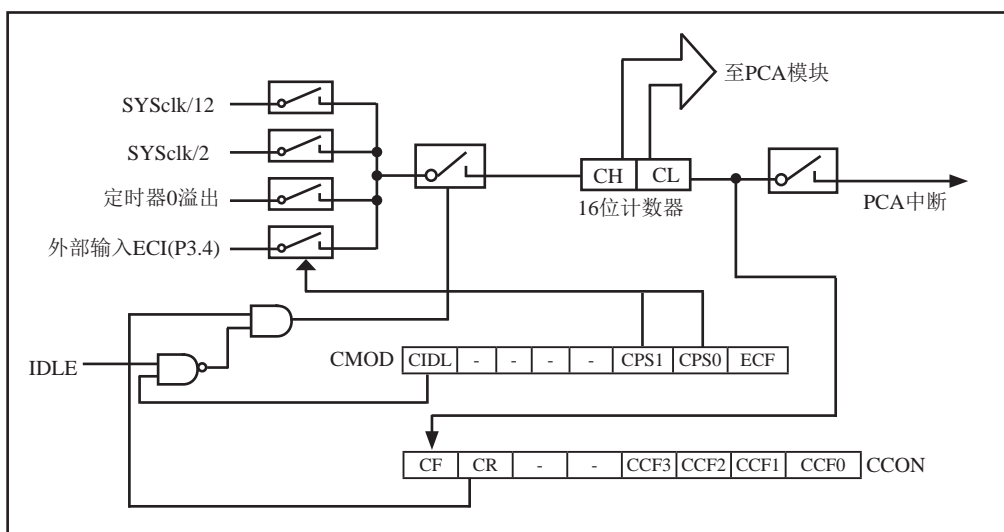 至PCA模块
SYSclk/12
SYSclk/2
定时器0溢出
外部输入ECI(P3.4)
CH CL
16位计数器
PCA中断
IDLE
CMOD CIDL - - - - CPS1 CPS0 ECF
CF CR - - CCF3 CCF2 CCF1 CCF0 CCON